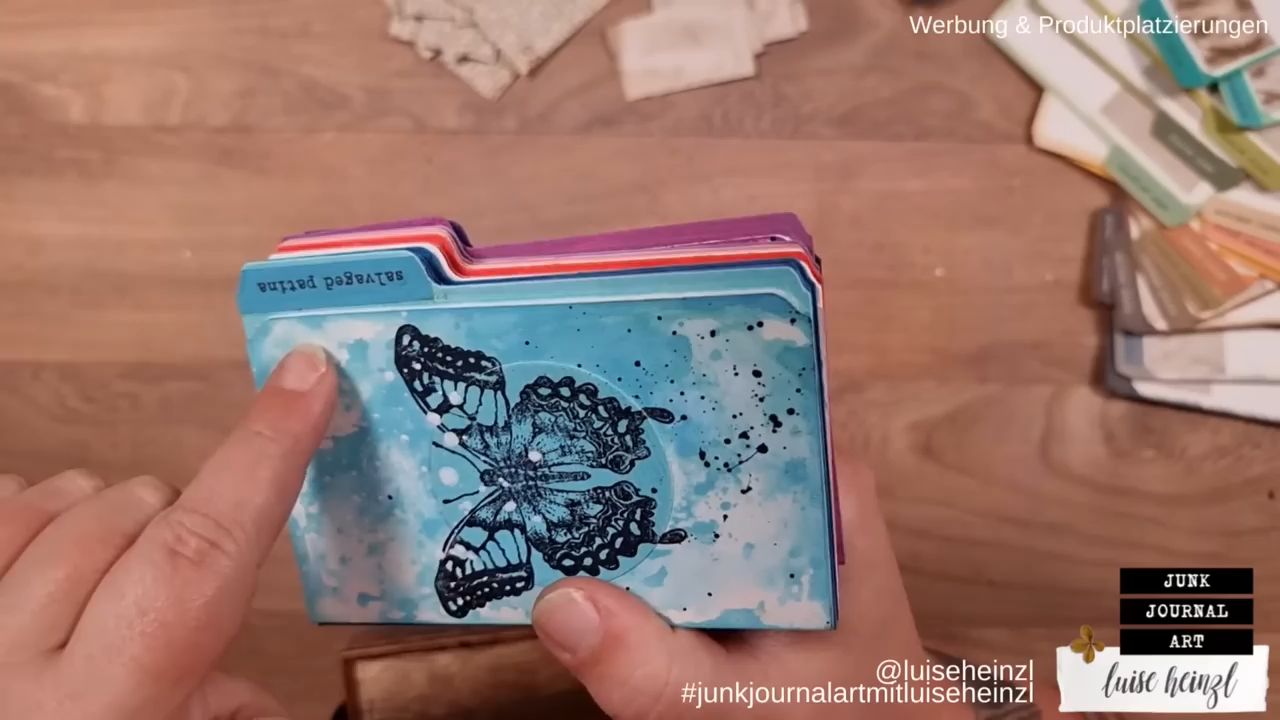 Werbung & Produktplatzierungen
salvaged patina
JUNK
JOURNAL
ART
luise heinzl
@luiseheinzl
#junkjournalartmitluiseheinzl